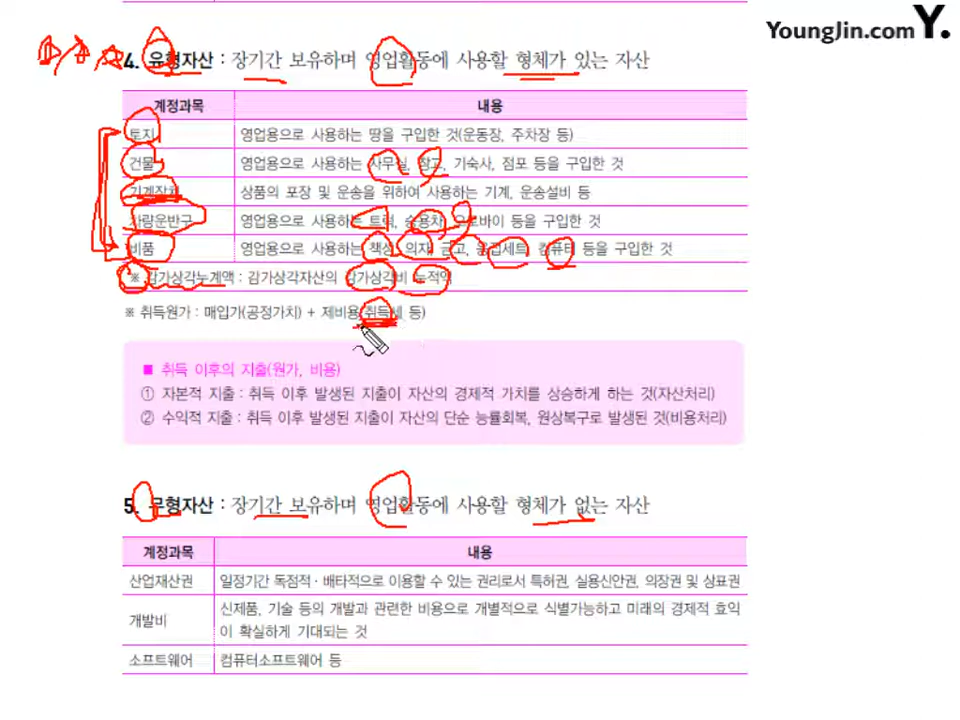 YoungJin.com Y.
4. 유형자산 : 장기간 보유하며 영업활동에 사용할 형체가 있는 자산
계정과목 내용
토지 영업용으로 사용하는 땅을 구입한 것(운동장, 주차장 등)
건물 영업용으로 사용하는 사무실, 창고, 기숙사, 점포 등을 구입한 것
기계장치 상품의 포장 및 운송을 위하여 사용하는 기계, 운송설비 등
차량운반구 영업용으로 사용하는 트럭, 승용차, 오토바이 등을 구입한 것
비품 영업용으로 사용하는 책상, 의자, 금고, 응접세트, 컴퓨터 등을 구입한 것
※ 감가상각누계액 : 감가상각자산의 감가상각비 누적액
※ 취득원가 : 매입가(공정가치) + 제비용(취득세 등)
■ 취득 이후의 지출(원가, 비용)
① 자본적 지출 : 취득 이후 발생된 지출이 자산의 경제적 가치를 상승하게 하는 것(자산처리)
② 수익적 지출 : 취득 이후 발생된 지출이 자산의 단순 능률회복, 원상복구로 발생된 것(비용처리)
5. 무형자산 : 장기간 보유하며 영업활동에 사용할 형체가 없는 자산
계정과목 내용
산업재산권 일정기간 독점적·배타적으로 이용할 수 있는 권리로서 특허권, 실용신안권, 의장권 및 상표권
개발비 신제품, 기술 등의 개발과 관련한 비용으로 개별적으로 식별가능하고 미래의 경제적 효익
이 확실하게 기대되는 것
소프트웨어 컴퓨터소프트웨어 등